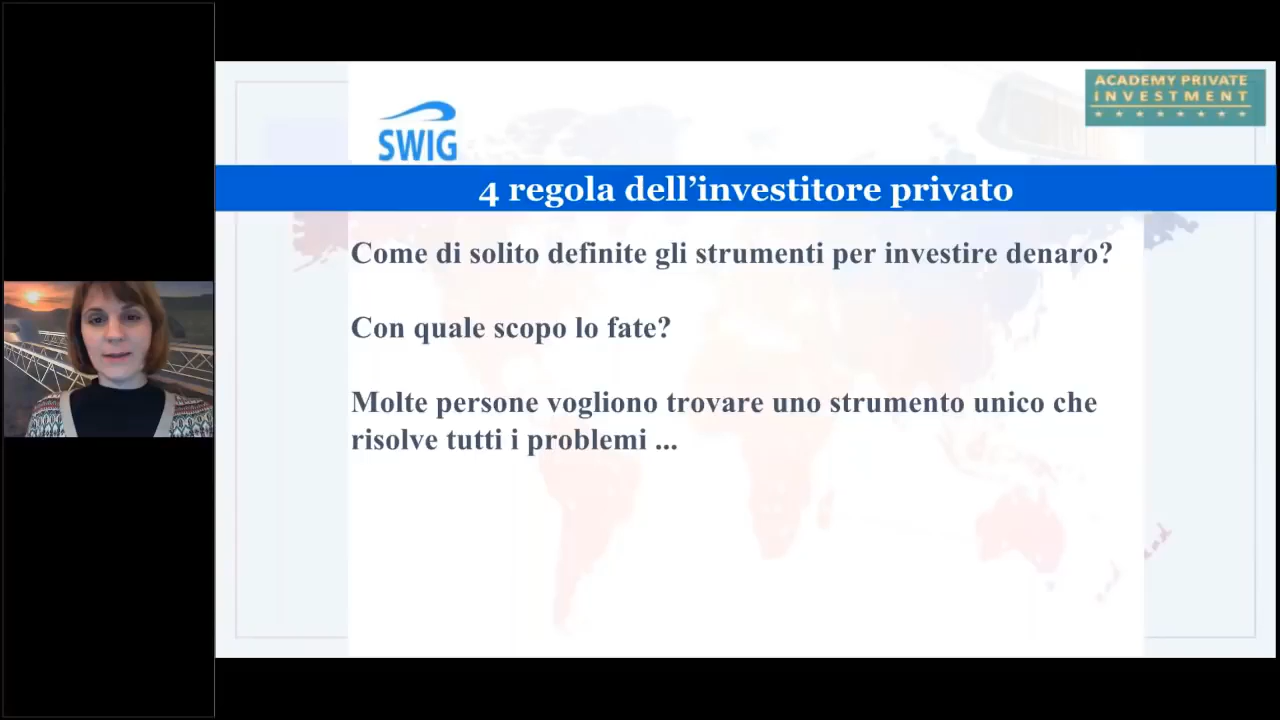 ACADEMY PRIVATE
INVESTMENT
SWIG
4 regola dell’investitore privato
Come di solito definite gli strumenti per investire denaro?
Con quale scopo lo fate?
Molte persone vogliono trovare uno strumento unico che
risolve tutti i problemi ...